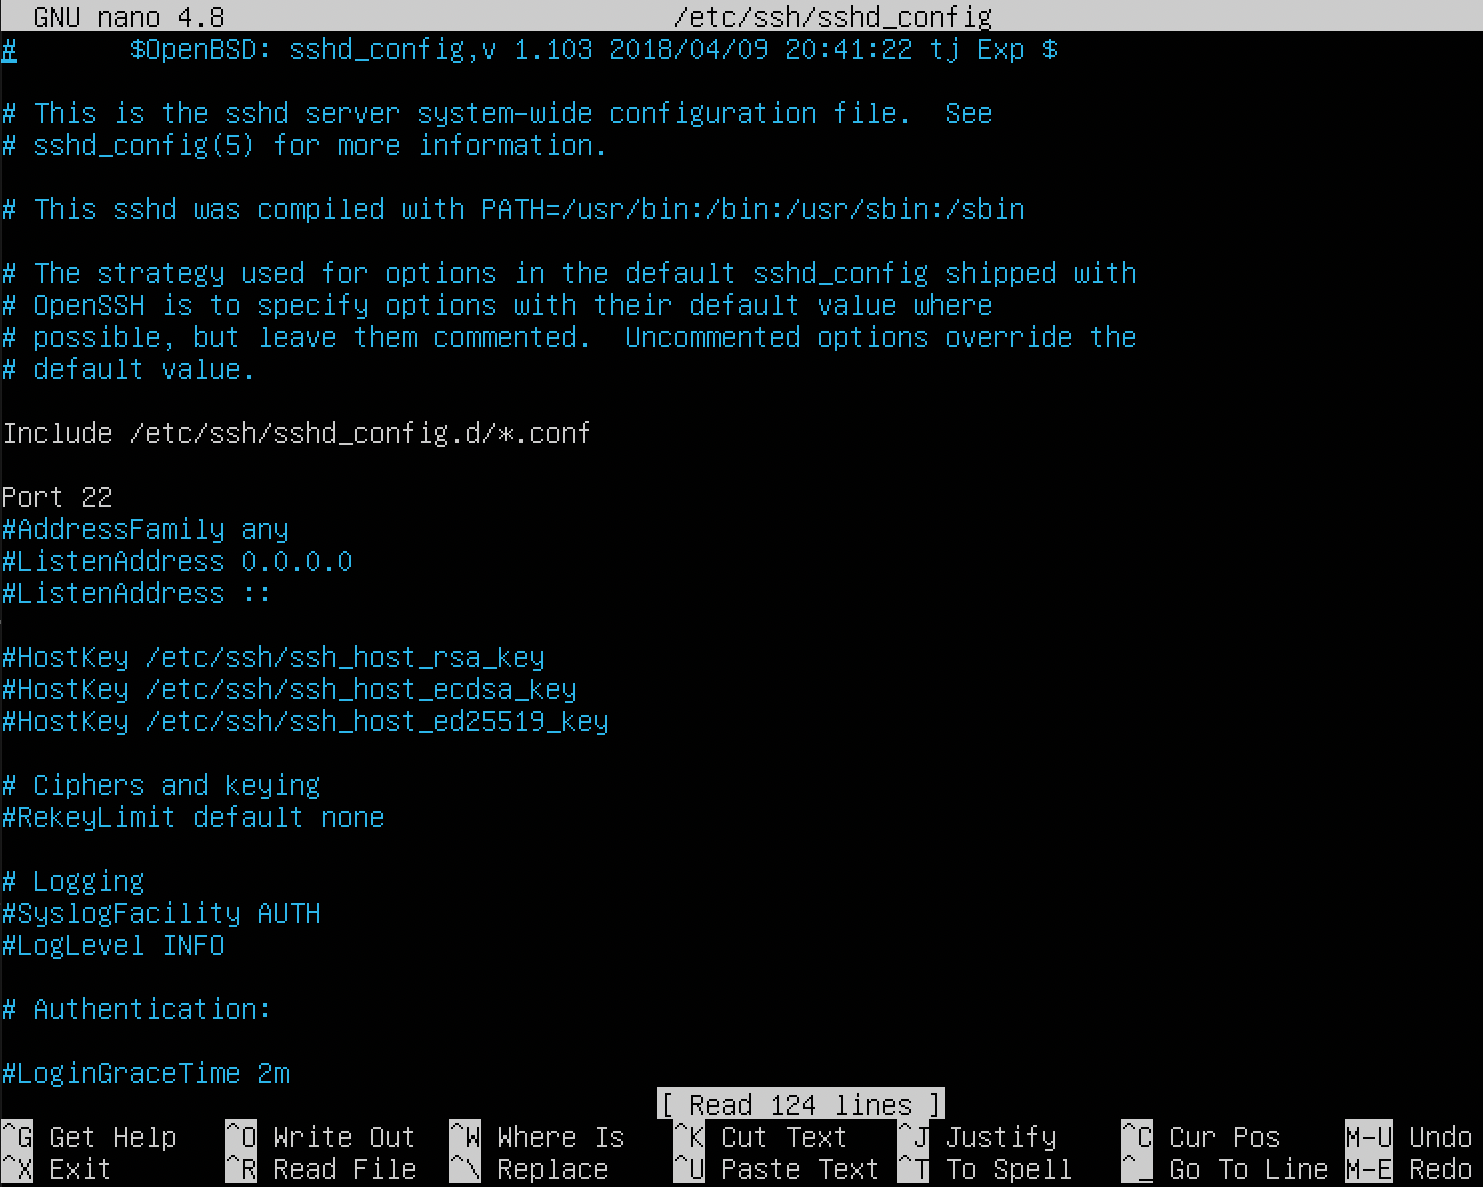 GNU nano 4.8 /etc/ssh/sshd_config
# $OpenBSD: sshd_config,v 1.103 2018/04/09 20:41:22 tj Exp $
# This is the sshd server system-wide configuration file.  See
# sshd_config(5) for more information.
# This sshd was compiled with PATH=/usr/bin:/bin:/usr/sbin:/sbin
# The strategy used for options in the default sshd_config shipped with
# OpenSSH is to specify options with their default value where
# possible, but leave them commented.  Uncommented options override the
# default value.
Include /etc/ssh/sshd_config.d/*.conf
Port 22
#AddressFamily any
#ListenAddress 0.0.0.0
#ListenAddress ::
#HostKey /etc/ssh/ssh_host_rsa_key
#HostKey /etc/ssh/ssh_host_ecdsa_key
#HostKey /etc/ssh/ssh_host_ed25519_key
# Ciphers and keying
#RekeyLimit default none
# Logging
#SyslogFacility AUTH
#LogLevel INFO
# Authentication:
#LoginGraceTime 2m
[ Read 124 lines ]
^G Get Help ^O Write Out ^W Where Is ^K Cut Text ^J Justify ^C Cur Pos M-U Undo
^X Exit ^R Read File ^\ Replace ^U Paste Text ^T To Spell ^_ Go To Line M-E Redo